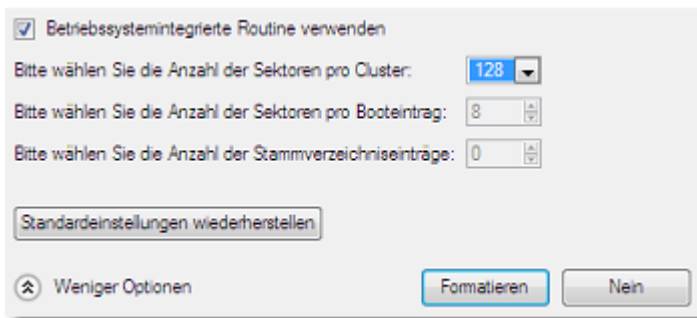 Betriebssystemintegrierte Routine verwenden
Bitte wählen Sie die Anzahl der Sektoren pro Cluster: 128
Bitte wählen Sie die Anzahl der Sektoren pro Booteintrag: 8
Bitte wählen Sie die Anzahl der Stammverzeichniseinträge: 0
Standardeinstellungen wiederherstellen
Weniger Optionen Formatieren Nein